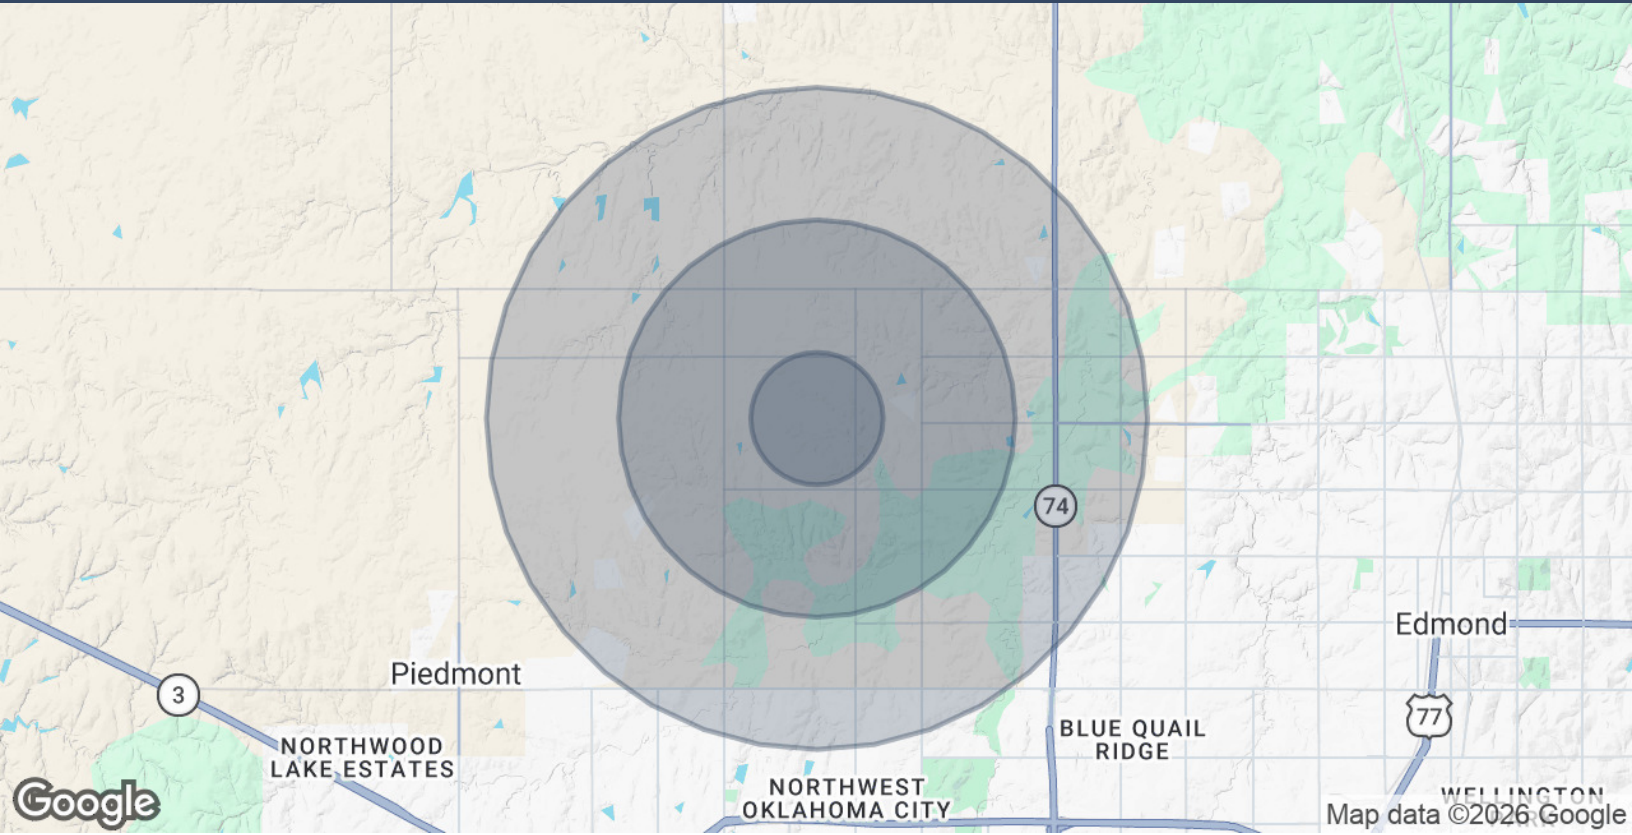 74
Edmond
Piedmont
3
77
NORTHWOOD
LAKE ESTATES
BLUE QUAIL
RIDGE
NORTHWEST
OKLAHOMA CITY
WELLINGTON
Google
Map data ©2026 Google